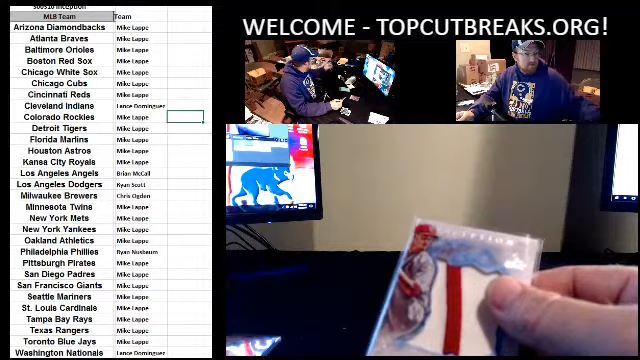 500510 Inception
MLB Team Team
Arizona Diamondbacks Mike Lappe
Atlanta Braves Mike Lappe
Baltimore Orioles Mike Lappe
Boston Red Sox Mike Lappe
Chicago White Sox Mike Lappe
Chicago Cubs Mike Lappe
Cincinnati Reds Mike Lappe
Cleveland Indians Lance Dominguez
Colorado Rockies Mike Lappe
Detroit Tigers Mike Lappe
Florida Marlins Mike Lappe
Houston Astros Mike Lappe
Kansa City Royals Mike Lappe
Los Angeles Angels Brian McCall
Los Angeles Dodgers Ryan Scott
Milwaukee Brewers Chris Ogden
Minnesota Twins Mike Lappe
New York Mets Mike Lappe
New York Yankees Mike Lappe
Oakland Athletics Mike Lappe
Philadelphia Phillies Ryan Nusbaum
Pittsburgh Pirates Mike Lappe
San Diego Padres Mike Lappe
San Francisco Giants Mike Lappe
Seattle Mariners Mike Lappe
St. Louis Cardinals Mike Lappe
Tampa Bay Rays Mike Lappe
Texas Rangers Mike Lappe
Toronto Blue Jays Mike Lappe
Washington Nationals Lance Dominguez
WELCOME - TOPCUTBREAKS.ORG!
INCEPTION